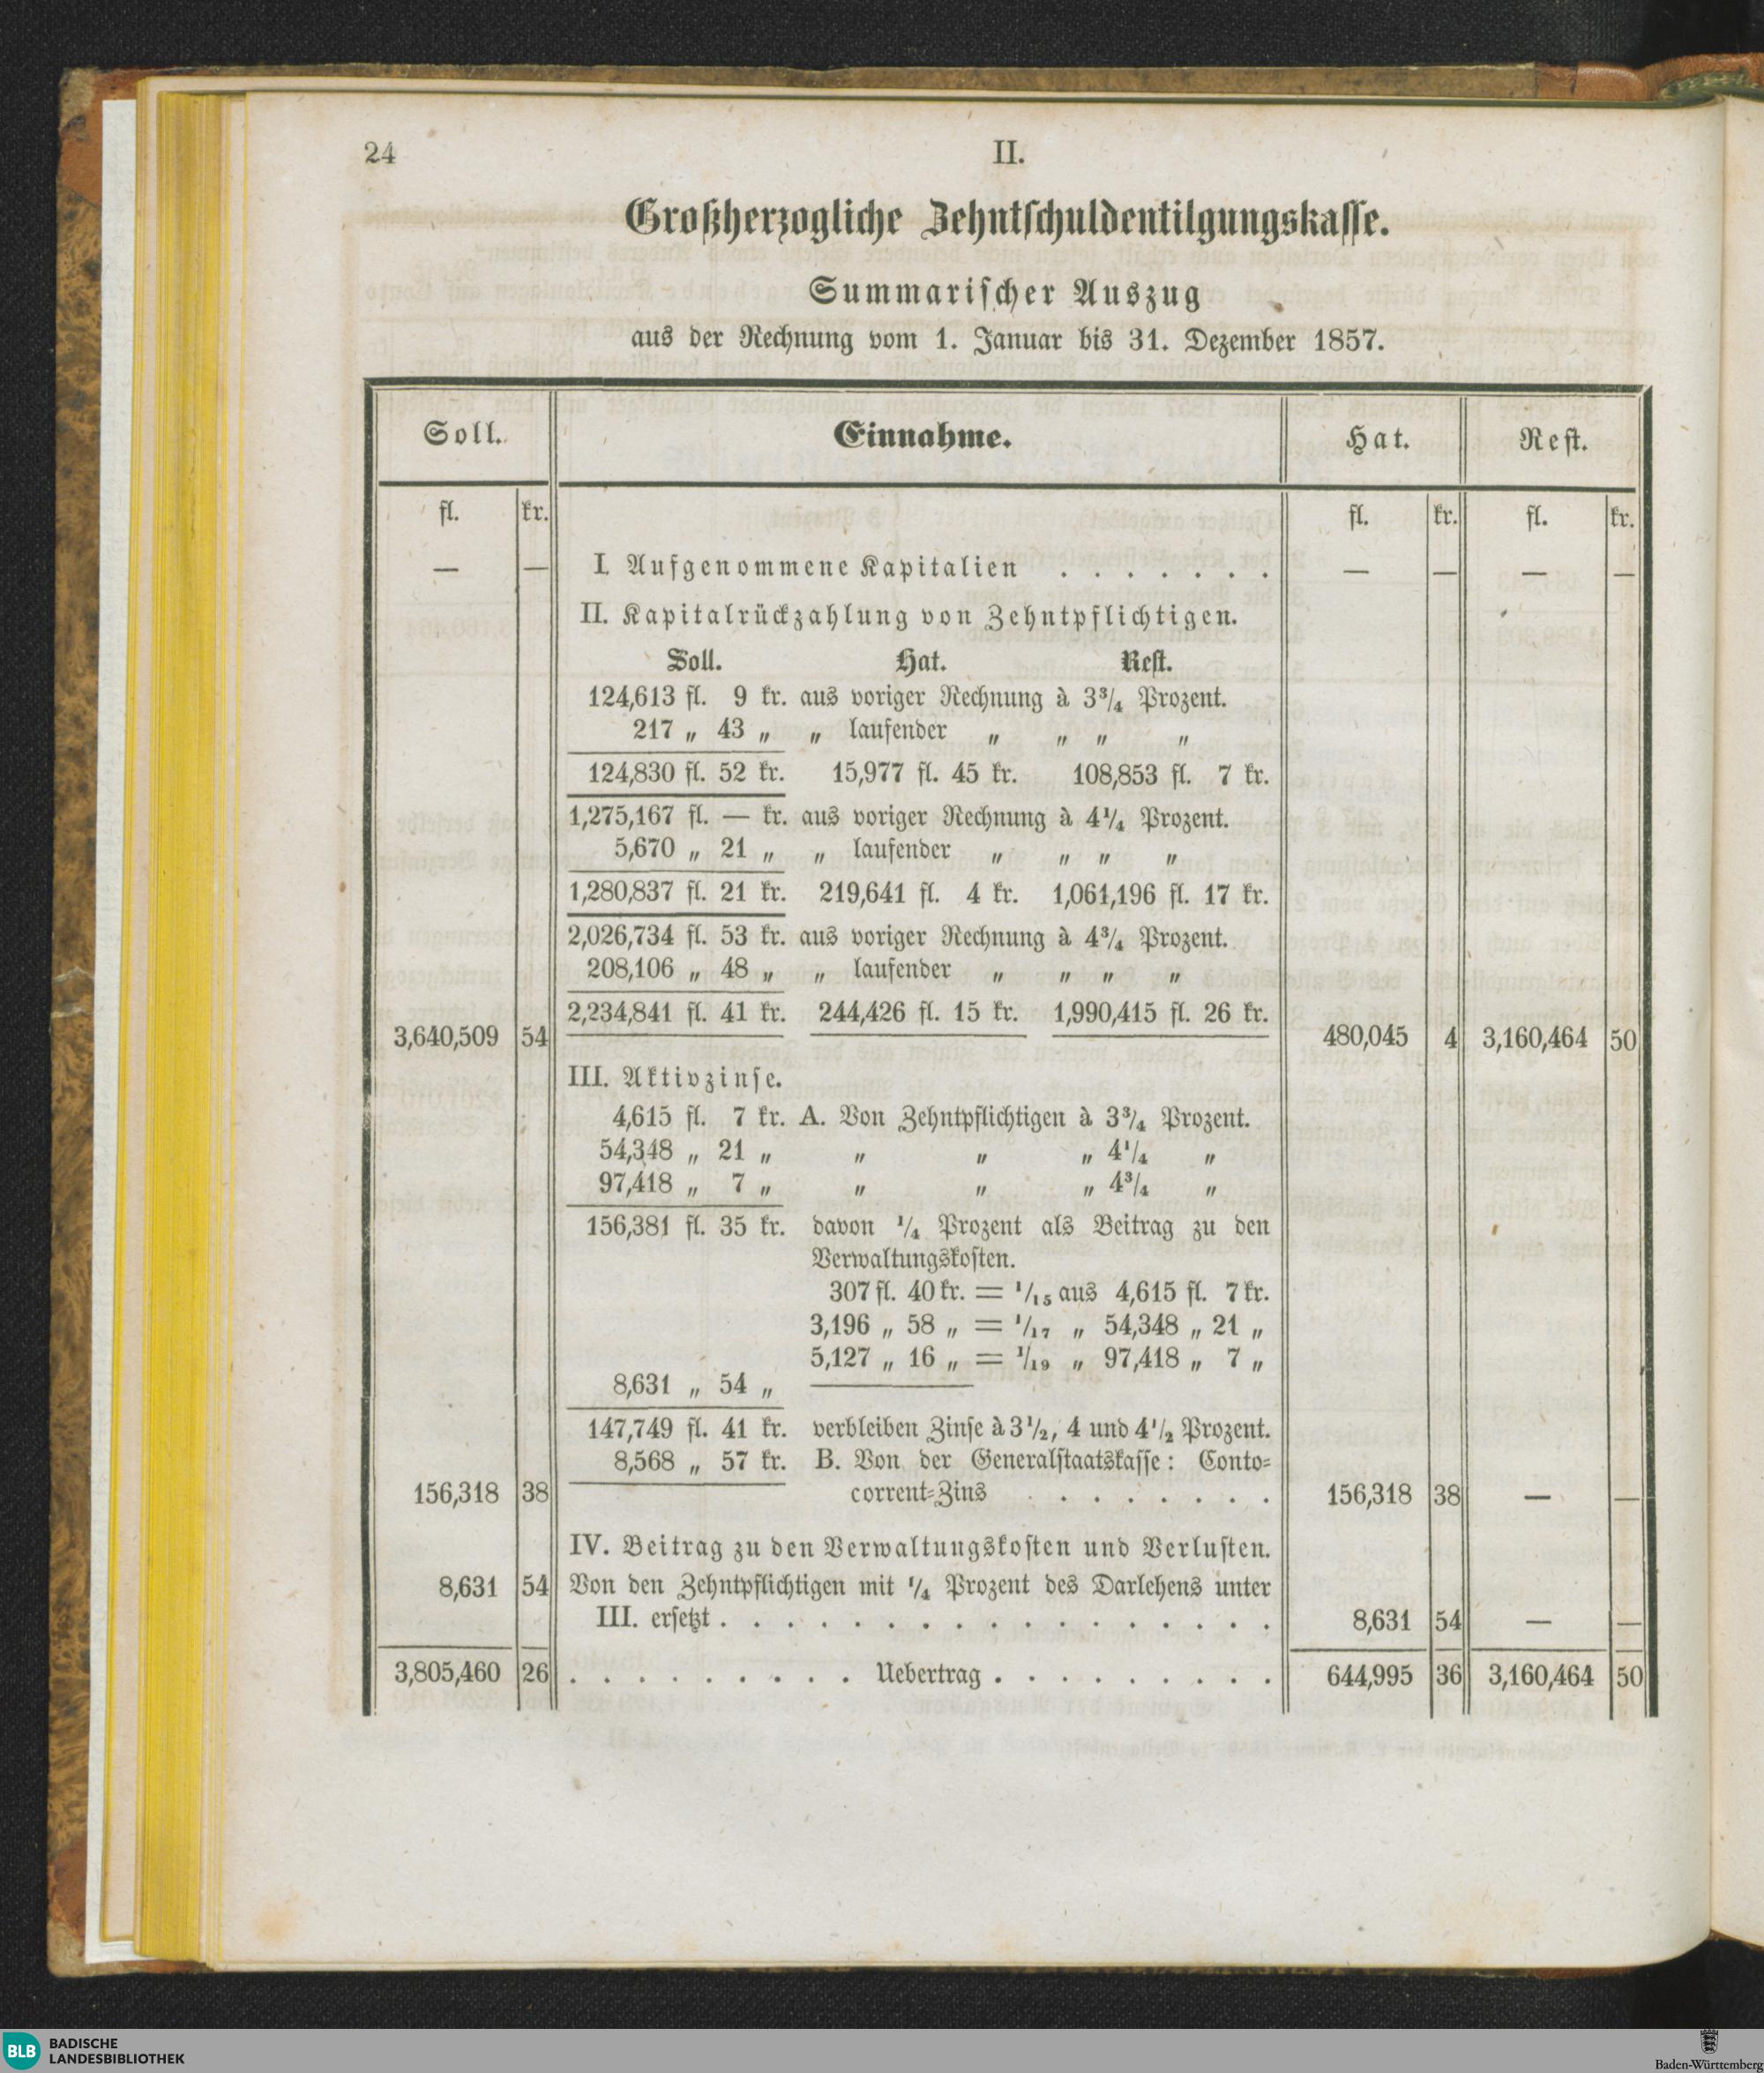 24 II.
Großherzogliche Zehntschuldentilgungskasse.
Summarischer Auszug
aus der Rechnung vom 1. Januar bis 31. Dezember 1857.
Soll. Einnahme. Hat. Rest.
fl. kr. fl. kr. fl. kr.
— — I. Aufgenommene Kapitalien . . . . . . . — — — —
II. Kapitalrückzahlung von Zehntpflichtigen.
Soll. Hat. Rest.
124,613 fl. 9 kr. aus voriger Rechnung à 3¾ Prozent.
217 „ 43 „ „ laufender „ „ „ „
124,830 fl. 52 kr. 15,977 fl. 45 kr. 108,853 fl. 7 kr.
1,275,167 fl. — kr. aus voriger Rechnung à 4¼ Prozent.
5,670 „ 21 „ „ laufender „ „ „ „
1,280,837 fl. 21 kr. 219,641 fl. 4 kr. 1,061,196 fl. 17 kr.
2,026,734 fl. 53 kr. aus voriger Rechnung à 4¾ Prozent.
208,106 „ 48 „ „ laufender „ „ „ „
2,234,841 fl. 41 kr. 244,426 fl. 15 kr. 1,990,415 fl. 26 kr.
3,640,509 54 480,045 4 3,160,464 50
III. Aktivzinse.
4,615 fl. 7 kr. A. Von Zehntpflichtigen à 3¾ Prozent.
54,348 „ 21 „ „ „ „ 4¼ „
97,418 „ 7 „ „ „ „ 4¾ „
156,381 fl. 35 kr. davon ¼ Prozent als Beitrag zu den
Verwaltungskosten.
307 fl. 40 kr. = 1/15 aus 4,615 fl. 7 kr.
3,196 „ 58 „ = 1/17 „ 54,348 „ 21 „
5,127 „ 16 „ = 1/19 „ 97,418 „ 7 „
8,631 „ 54 „
147,749 fl. 41 kr. verbleiben Zinse à 3½, 4 und 4½ Prozent.
8,568 „ 57 kr. B. Von der Generalstaatskasse: Conto-
156,318 38 corrent-Zins . . . . . . . 156,318 38 — —
IV. Beitrag zu den Verwaltungskosten und Verlusten.
8,631 54 Von den Zehntpflichtigen mit ¼ Prozent des Darlehens unter
III. ersetzt . . . . . . . . . . . . . . . . . 8,631 54 — —
3,805,460 26 . . . . . . . . . Uebertrag . . . . . . . . . 644,995 36 3,160,464 50
BLB BADISCHE
LANDESBIBLIOTHEK
Baden-Württemberg